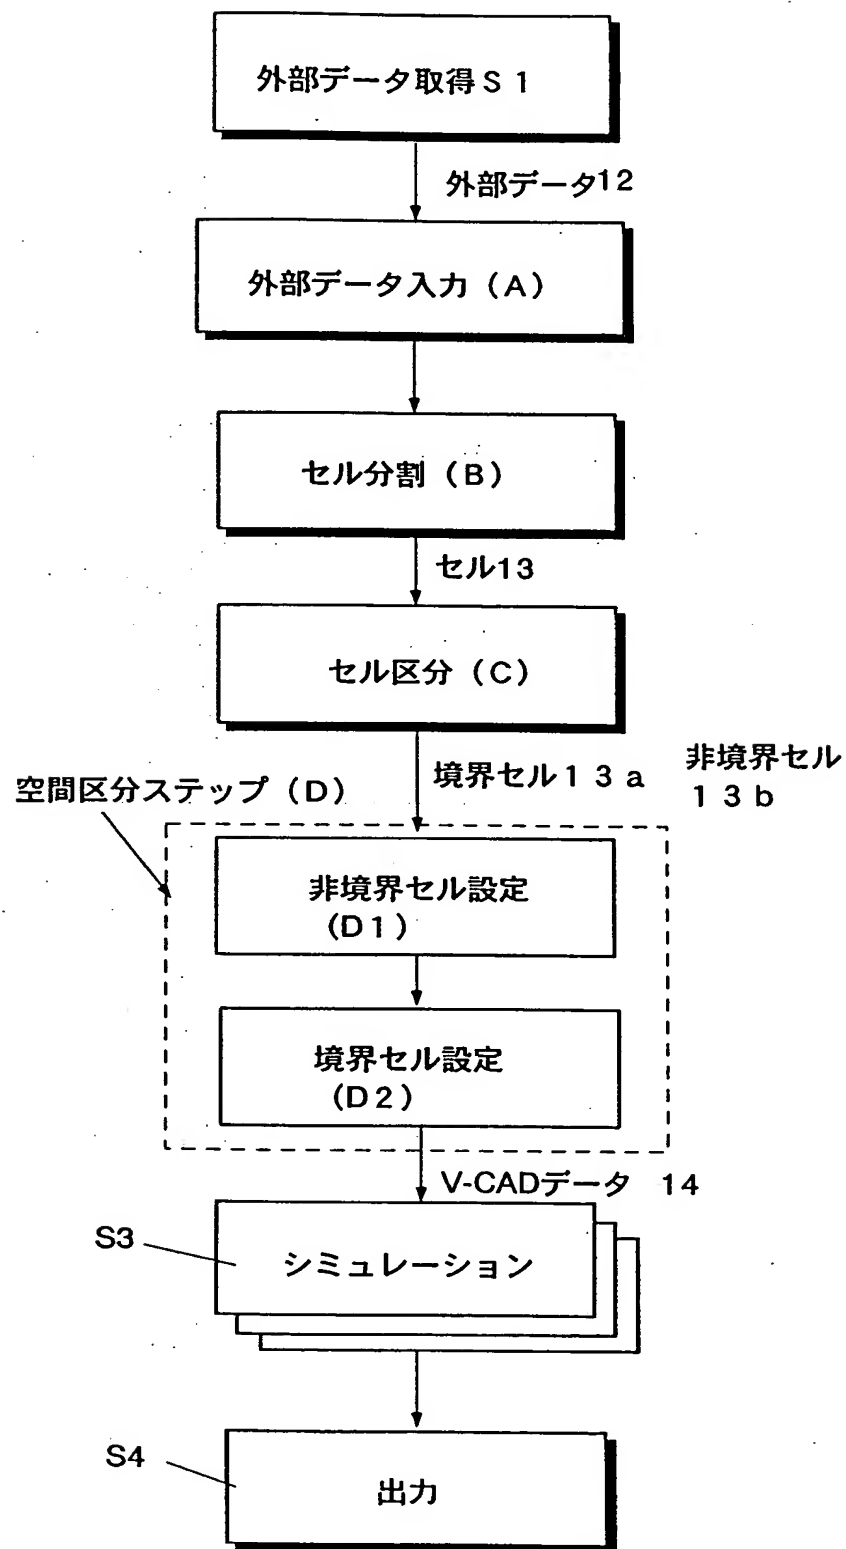 外部データ取得S1
外部データ12
外部データ入力(A)
セル分割(B)
セル13
セル区分(C)
境界セル13a
非境界セル
13b
空間区分ステップ(D)
非境界セル設定
(D1)
境界セル設定
(D2)
V-CADデータ 14
S3
シミュレーション
S4
出力